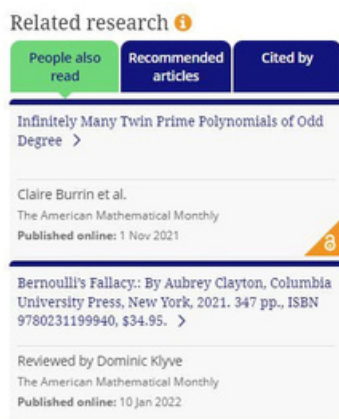 Related research
People also
read
Recommended
articles
Cited by
Infinitely Many Twin Prime Polynomials of Odd
Degree
Claire Burrin et al.
The American Mathematical Monthly
Published online: 1 Nov 2021
Bernoulli's Fallacy.: By Aubrey Clayton, Columbia
University Press, New York, 2021. 347 pp., ISBN
9780231199940, $34.95.
Reviewed by Dominic Klyve
The American Mathematical Monthly
Published online: 10 Jan 2022